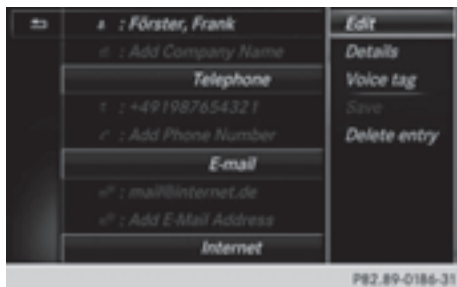 : Förster, Frank
: Add Company Name
Telephone
: +491987654321
: Add Phone Number
E-mail
: mail@internet.de
: Add E-Mail Address
Internet
Edit
Details
Voice tag
Save
Delete entry
P82.89-0186-31